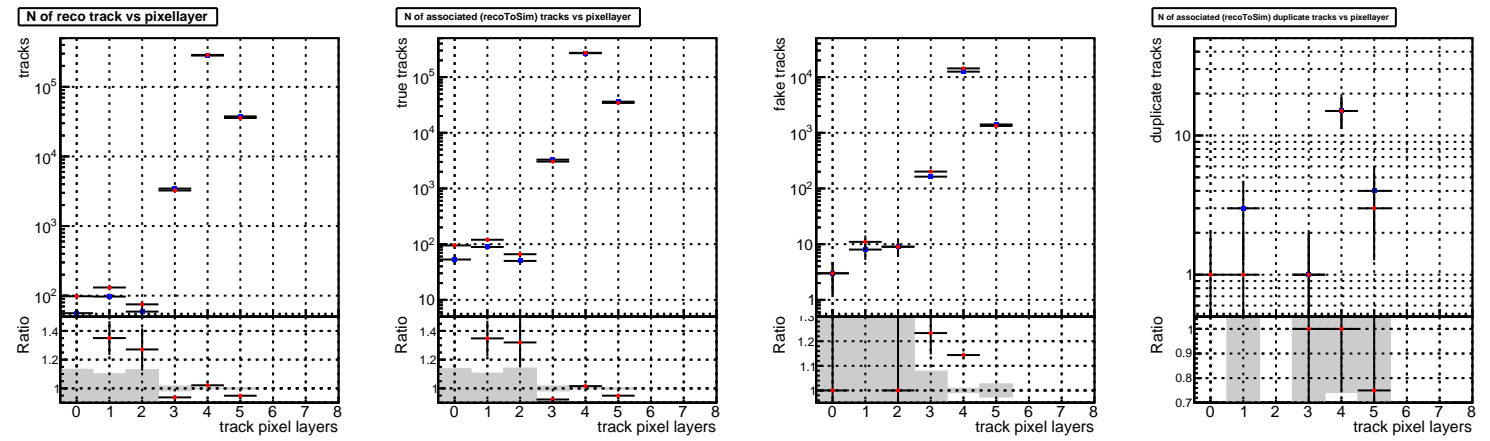 N of reco track vs pixellayer
tracks
10^5
10^4
10^3
10^2
Ratio
1.4
1.2
1
0 1 2 3 4 5 6 7 8
track pixel layers
N of associated (recoToSim) tracks vs pixellayer
true tracks
10^5
10^4
10^3
10^2
10
Ratio
1.4
1.2
1
0 1 2 3 4 5 6 7 8
track pixel layers
fake tracks
10^4
10^3
10^2
10
1
Ratio
1.3
1.2
1.1
1
0 1 2 3 4 5 6 7 8
track pixel layers
N of associated (recoToSim) duplicate tracks vs pixellayer
duplicate tracks
10
1
Ratio
1
0.9
0.8
0.7
0 1 2 3 4 5 6 7 8
track pixel layers